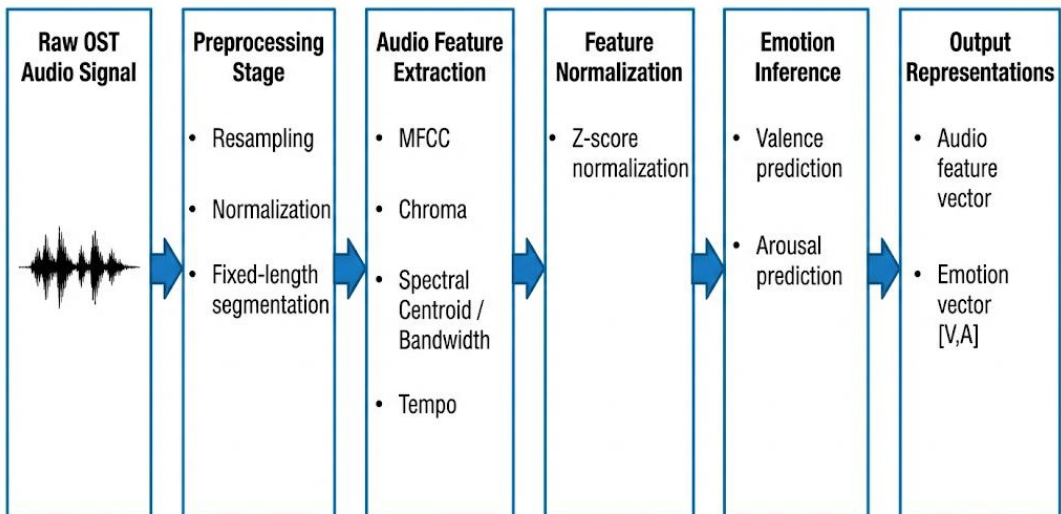 Raw OST
Audio Signal
Preprocessing
Stage
• Resampling
• Normalization
• Fixed-length
segmentation
Audio Feature
Extraction
• MFCC
• Chroma
• Spectral
Centroid /
Bandwidth
• Tempo
Feature
Normalization
• Z-score
normalization
Emotion
Inference
• Valence
prediction
• Arousal
prediction
Output
Representations
• Audio
feature
vector
• Emotion
vector
[V,A]